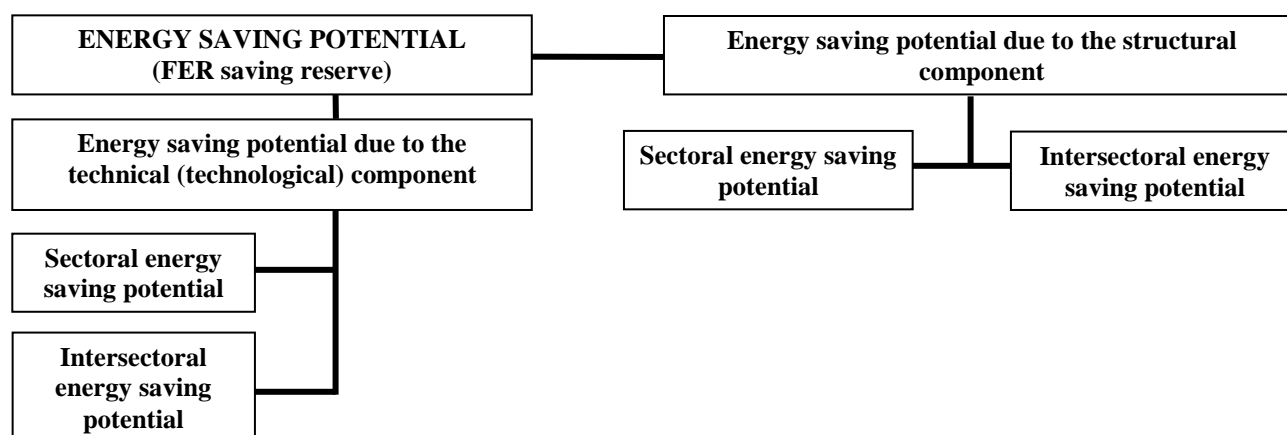 ENERGY SAVING POTENTIAL
(FER saving reserve)
Energy saving potential due to the structural
component
Energy saving potential due to the
technical (technological) component
Sectoral energy saving
potential
Intersectoral energy
saving potential
Sectoral energy
saving potential
Intersectoral
energy saving
potential